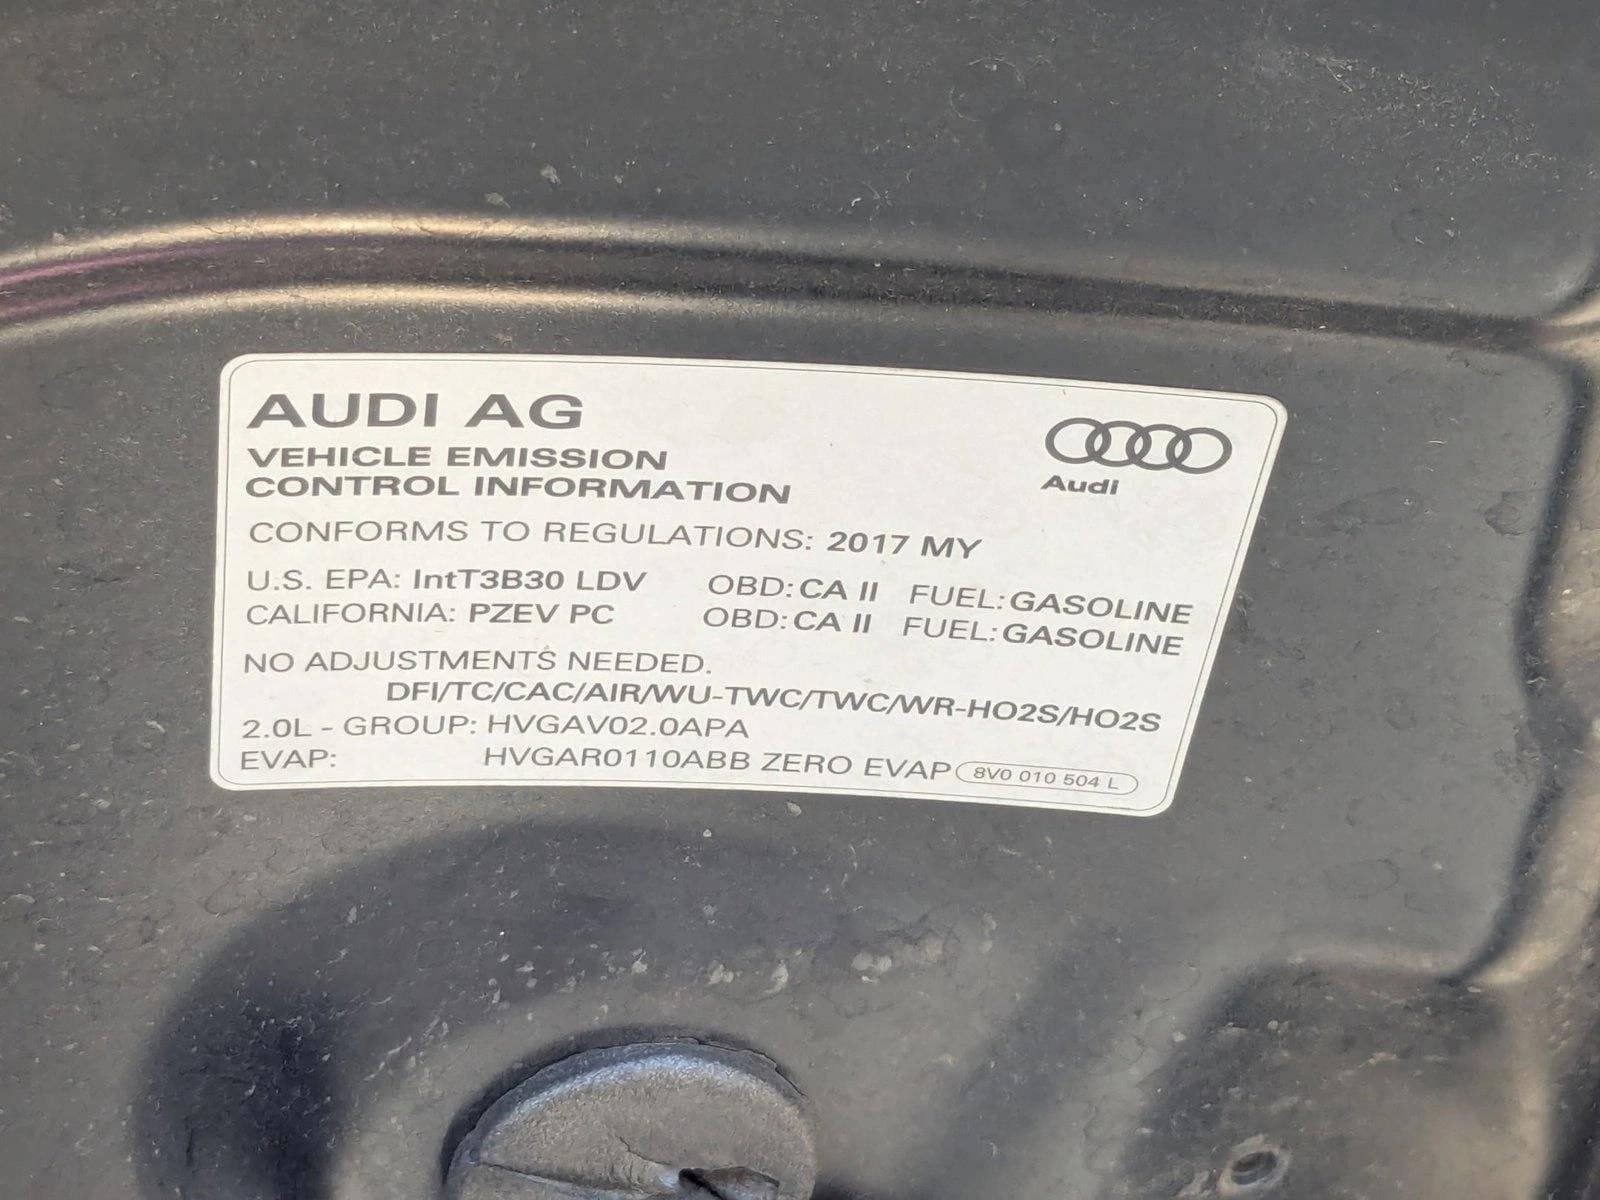 AUDI AG
VEHICLE EMISSION
CONTROL INFORMATION
Audi
CONFORMS TO REGULATIONS: 2017 MY
U.S. EPA: IntT3B30 LDV OBD: CA II FUEL: GASOLINE
CALIFORNIA: PZEV PC OBD: CA II FUEL: GASOLINE
NO ADJUSTMENTS NEEDED.
DFI/TC/CAC/AIR/WU-TWC/TWC/WR-HO2S/HO2S
2.0L - GROUP: HVGAV02.0APA
EVAP: HVGAR0110ABB ZERO EVAP 8V0 010 504 L